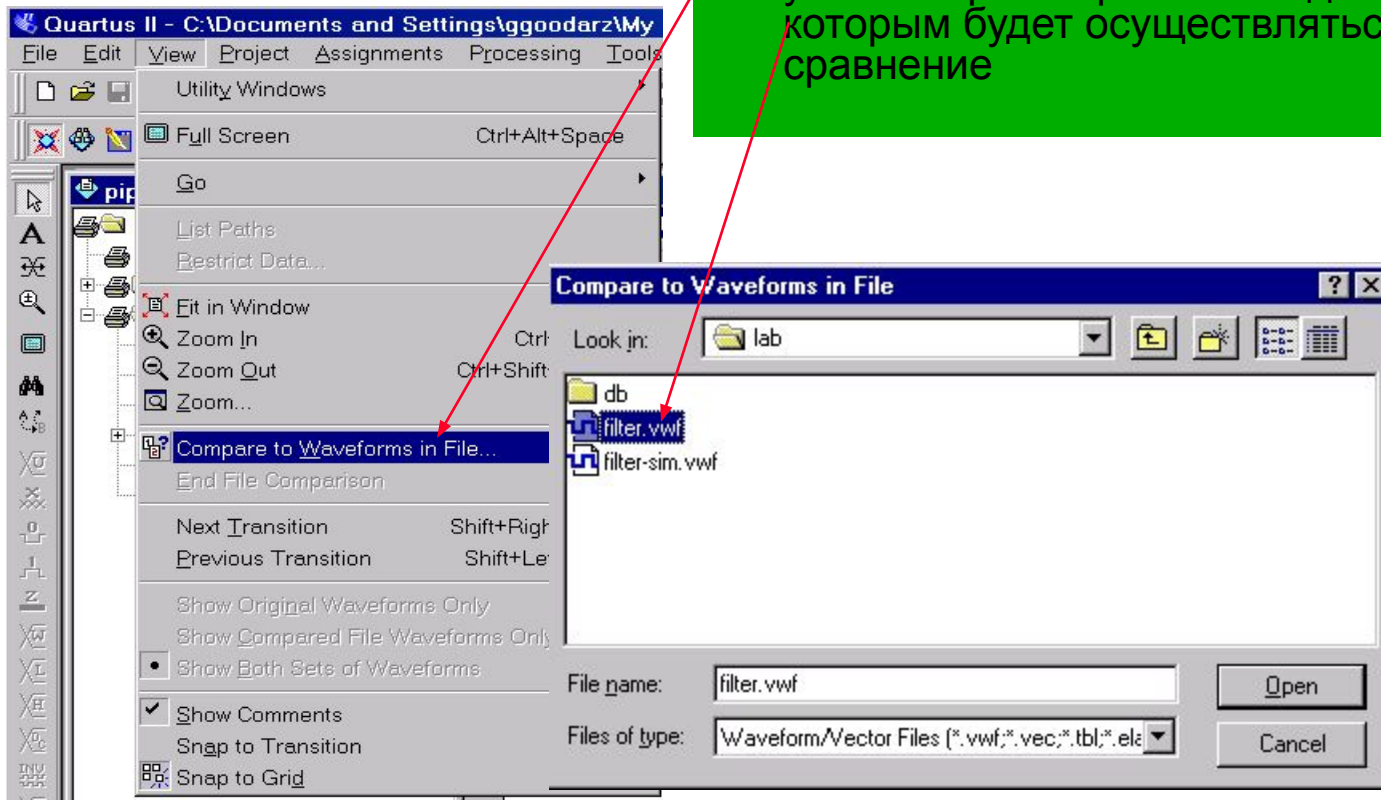 Quartus II - C:\Documents and Settings\ggoodarz\My
File Edit View Project Assignments Processing Tools
которым будет осуществлятьс
сравнение
Utility Windows
Full Screen Ctrl+Alt+Space
Go
List Paths
Restrict Data...
Fit in Window
Zoom In Ctrl
Zoom Out Ctrl+Shift
Zoom...
Compare to Waveforms in File...
End File Comparison
Next Transition Shift+Righ
Previous Transition Shift+Le
Show Original Waveforms Only
Show Compared File Waveforms Only
Show Both Sets of Waveforms
Show Comments
Snap to Transition
Snap to Grid
pip
Compare to Waveforms in File
Look in: lab
db
filter.vwf
filter-sim.vwf
File name: filter.vwf Open
Files of type: Waveform/Vector Files (*.vwf;*.vec;*.tbl;*.ela Cancel